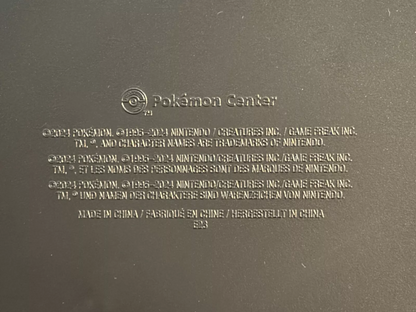 Pokémon Center
TM
©2024 POKÉMON. ©1995–2024 NINTENDO / CREATURES INC. / GAME FREAK INC.
TM, ®, AND CHARACTER NAMES ARE TRADEMARKS OF NINTENDO.
©2024 POKÉMON. ©1995–2024 NINTENDO/CREATURES INC./GAME FREAK INC.
TM, ®, ET LES NOMS DES PERSONNAGES SONT DES MARQUES DE NINTENDO.
©2024 POKÉMON. ©1995–2024 NINTENDO/CREATURES INC./GAME FREAK INC.
TM, ® UND NAMEN DER CHARAKTERE SIND WARENZEICHEN VON NINTENDO.
MADE IN CHINA / FABRIQUÉ EN CHINE / HERGESTELLT IN CHINA